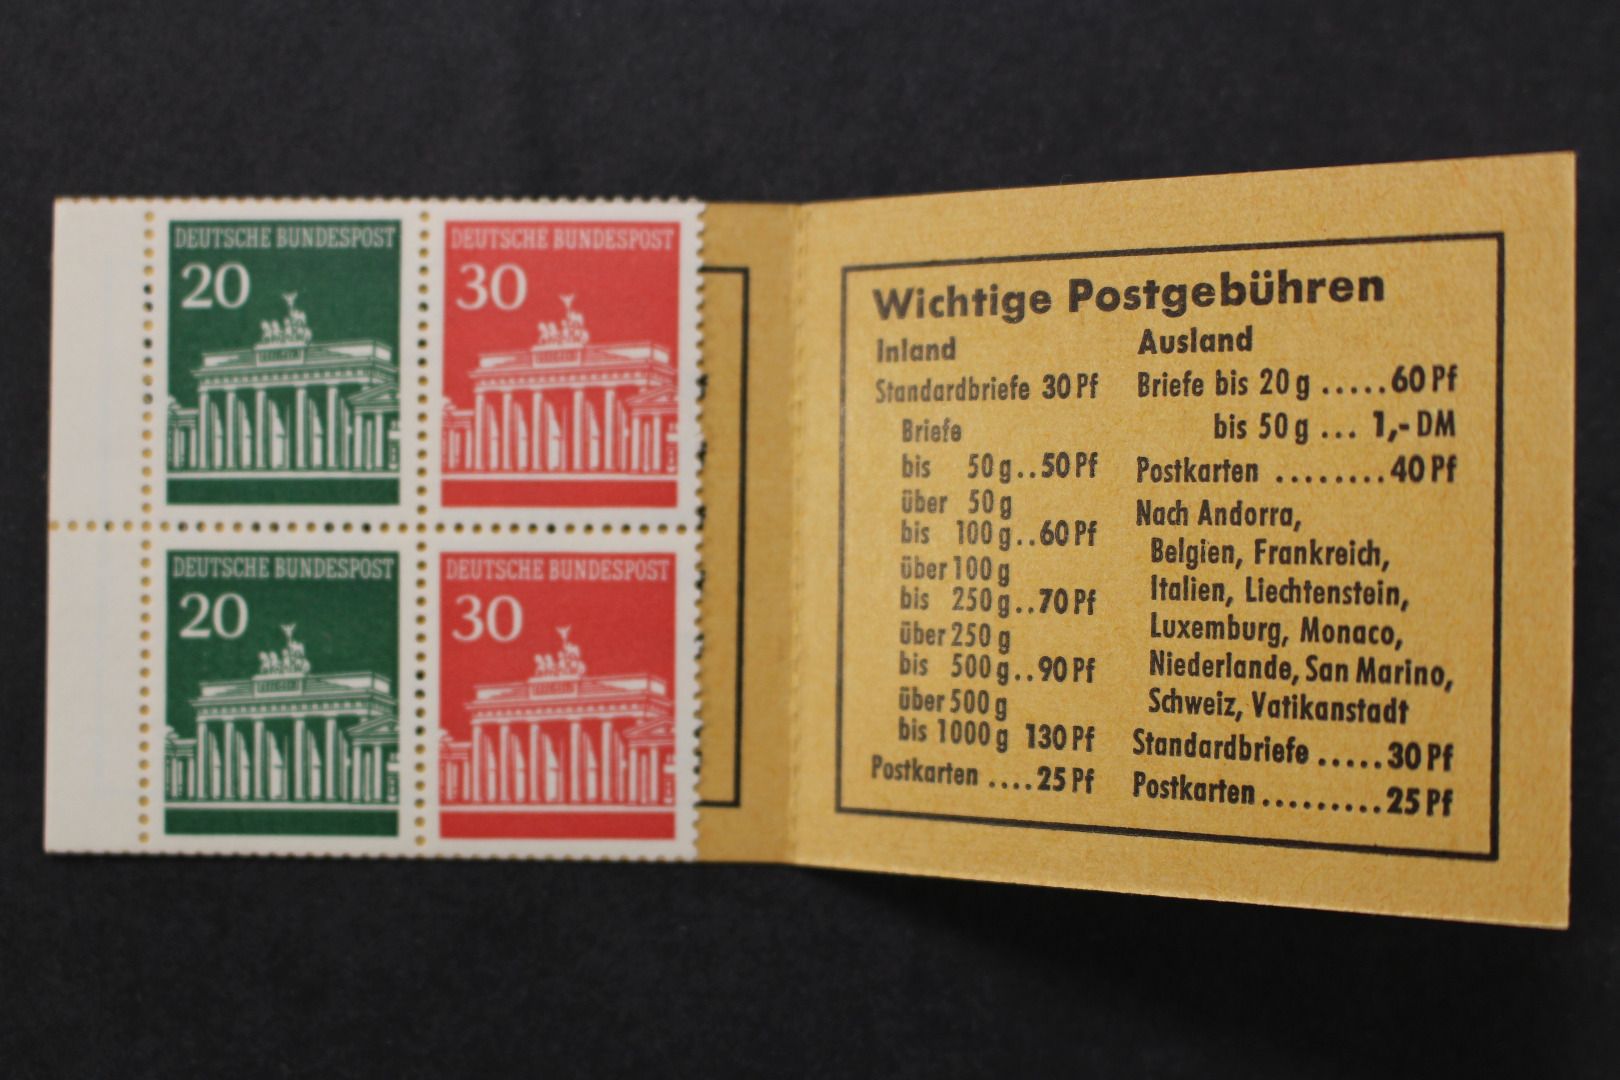 DEUTSCHE BUNDESPOST
20
DEUTSCHE BUNDESPOST
30
DEUTSCHE BUNDESPOST
20
DEUTSCHE BUNDESPOST
30
Wichtige Postgebühren
Inland
Standardbriefe 30 Pf
Briefe
bis 50 g..50 Pf
über 50 g
bis 100 g..60 Pf
über 100 g
bis 250 g..70 Pf
über 250 g
bis 500 g..90 Pf
über 500 g
bis 1000 g 130 Pf
Postkarten ....25 Pf
Ausland
Briefe bis 20 g .....60 Pf
bis 50 g ... 1,- DM
Postkarten ........40 Pf
Nach Andorra,
Belgien, Frankreich,
Italien, Liechtenstein,
Luxemburg, Monaco,
Niederlande, San Marino,
Schweiz, Vatikanstadt
Standardbriefe .....30 Pf
Postkarten.........25 Pf